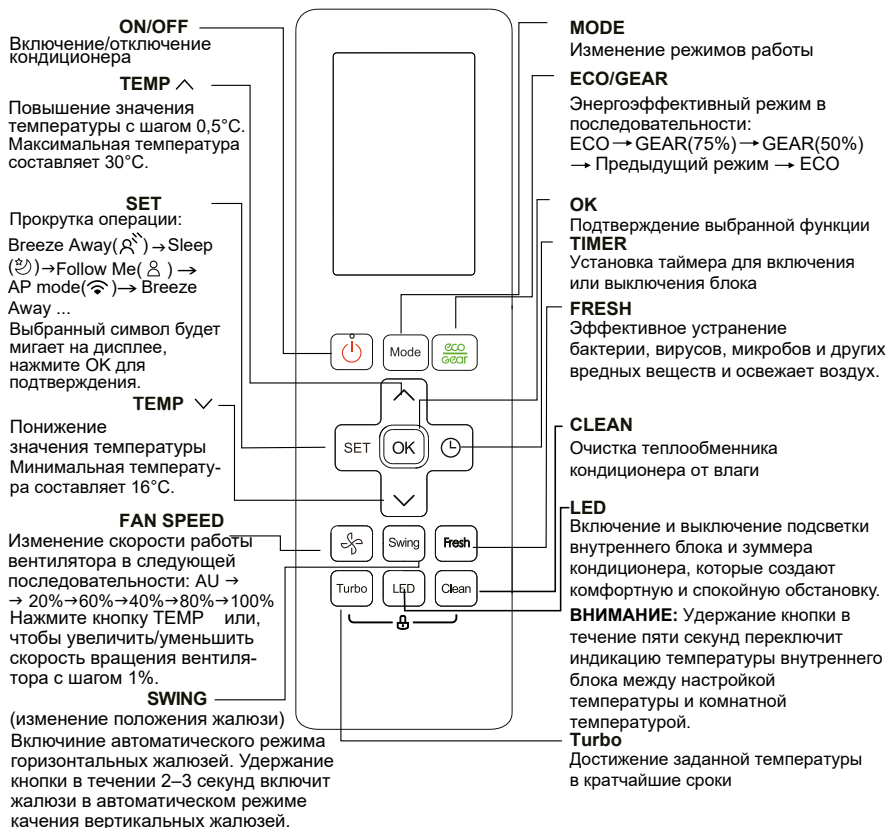 ON/OFF
Включение/отключение
кондиционера
TEMP
Повышение значения
температуры с шагом 0,5°C.
Максимальная температура
составляет 30°C.
SET
Прокрутка операции:
Breeze Away( ) → Sleep
( ) → Follow Me( ) →
AP mode( ) → Breeze
Away ...
Выбранный символ будет
мигает на дисплее,
нажмите ОК для
подтверждения.
TEMP
Понижение
значения температуры
Минимальная температу-
ра составляет 16°C.
FAN SPEED
Изменение скорости работы
вентилятора в следующей
последовательности: AU →
→ 20%→60%→40%→80%→100%
Нажмите кнопку TEMP или,
чтобы увеличить/уменьшить
скорость вращения вентиля-
тора с шагом 1%.
SWING
(изменение положения жалюзи)
Включиние автоматического режима
горизонтальных жалюзей. Удержание
кнопки в течении 2–3 секунд включит
жалюзи в автоматическом режиме
качения вертикальных жалюзей.
Mode
eco
gear
SET
OK
Swing
Fresh
Turbo
LED
Clean
MODE
Изменение режимов работы
ECO/GEAR
Энергоэффективный режим в
последовательности:
ECO → GEAR(75%) → GEAR(50%)
→ Предыдущий режим → ECO
OK
Подтверждение выбранной функции
TIMER
Установка таймера для включения
или выключения блока
FRESH
Эффективное устранение
бактерии, вирусов, микробов и других
вредных веществ и освежает воздух.
CLEAN
Очистка теплообменника
кондиционера от влаги
LED
Включение и выключение подсветки
внутреннего блока и зуммера
кондиционера, которые создают
комфортную и спокойную обстановку.
ВНИМАНИЕ: Удержание кнопки в
течение пяти секунд переключит
индикацию температуры внутреннего
блока между настройкой
температуры и комнатной
температурой.
Turbo
Достижение заданной температуры
в кратчайшие сроки